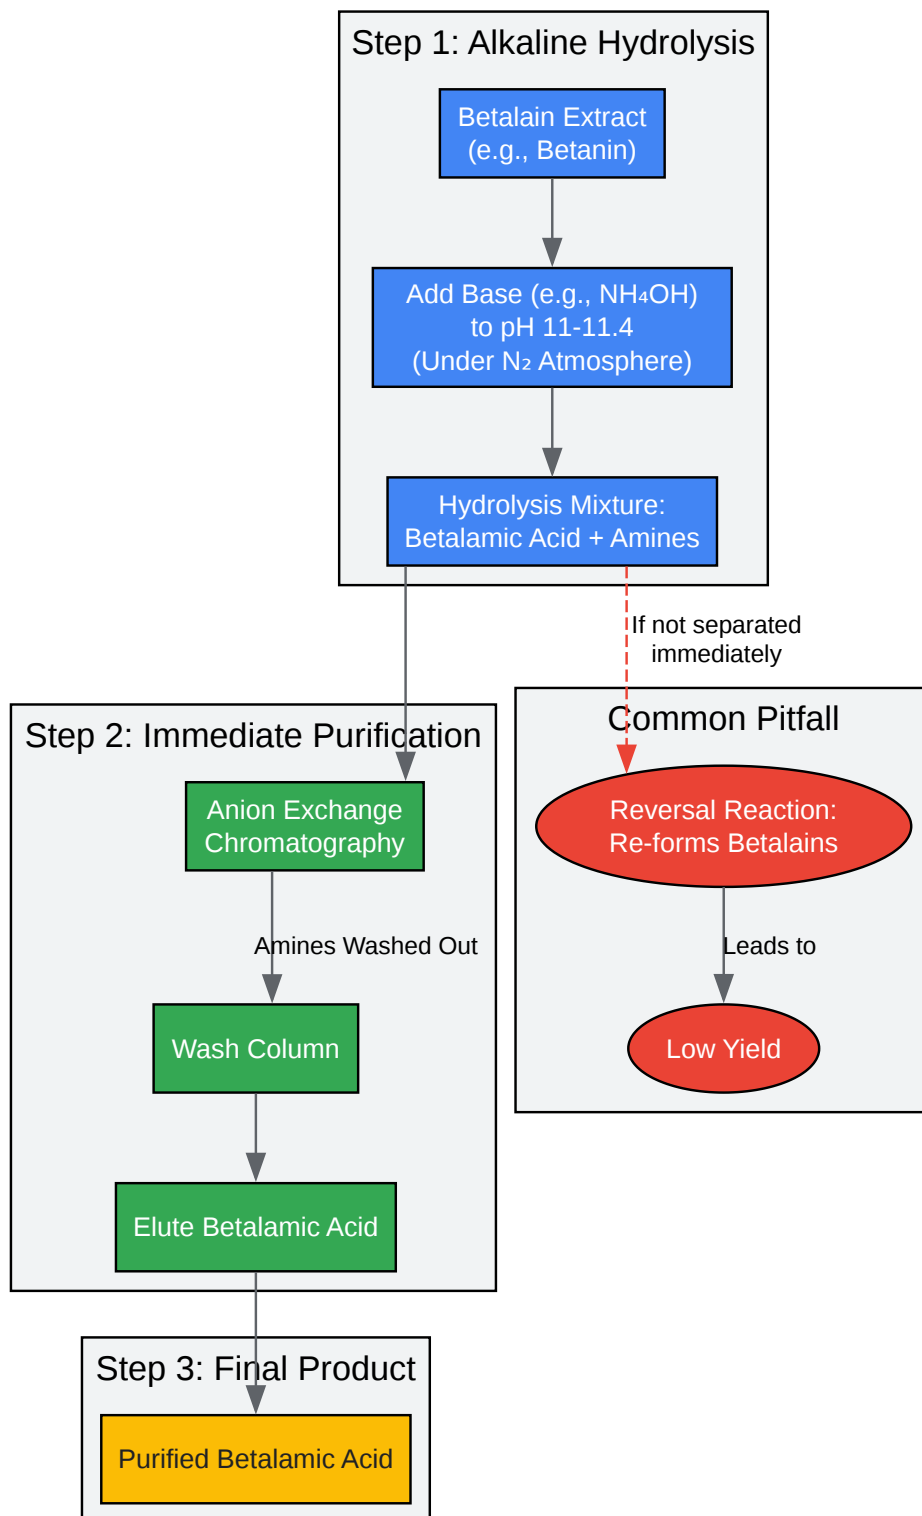 Step 1: Alkaline Hydrolysis
Betalain Extract
(e.g., Betanin)
Add Base (e.g., NH₄OH)
to pH 11-11.4
(Under N₂ Atmosphere)
Hydrolysis Mixture:
Betalamic Acid + Amines
If not separated
immediately
Step 2: Immediate Purification
Anion Exchange
Chromatography
Amines Washed Out
Wash Column
Elute Betalamic Acid
Common Pitfall
Reversal Reaction:
Re-forms Betalains
Leads to
Low Yield
Step 3: Final Product
Purified Betalamic Acid